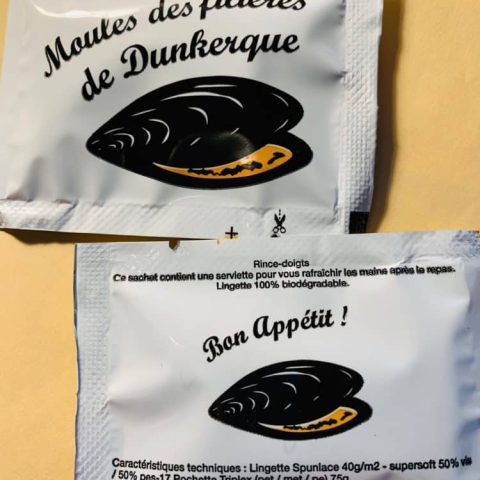 Moules des filières
de Dunkerque
Rince-doigts
Ce sachet contient une serviette pour vous rafraîchir les mains après le repas.
Lingette 100% biodégradable.
Bon Appétit !
Caractéristiques techniques : Lingette Spunlace 40g/m2 - supersoft 50% vis
/ 50% pes-17 Pochette Triplex (pet / met / pe) 75g